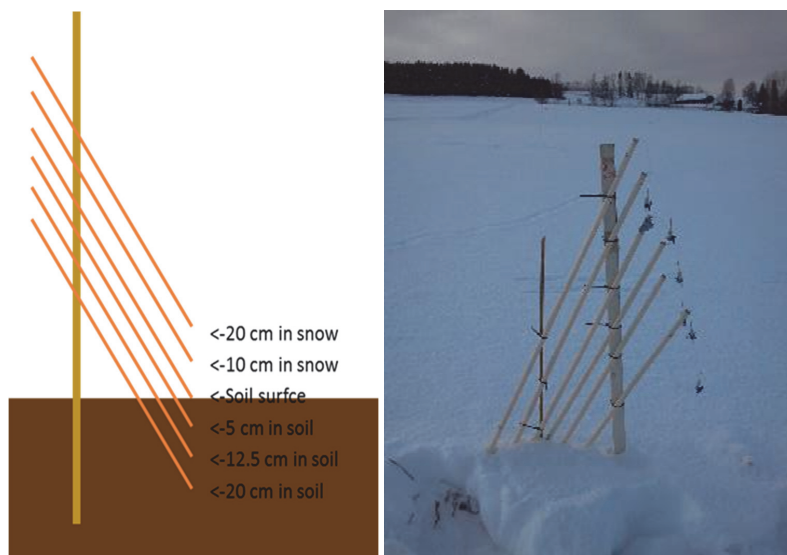 <-20 cm in snow
<-10 cm in snow
<-Soil surfce
<-5 cm in soil
<-12.5 cm in soil
<-20 cm in soil